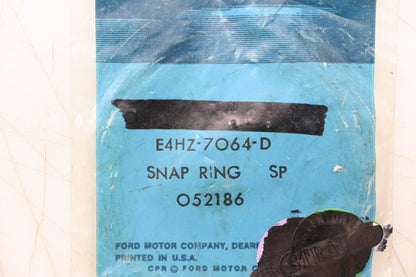 E4HZ-7064-D
SNAP RING SP
052186
FORD MOTOR COMPANY, DEAR
PRINTED IN U.S.A.
CPR © FORD MOTOR C